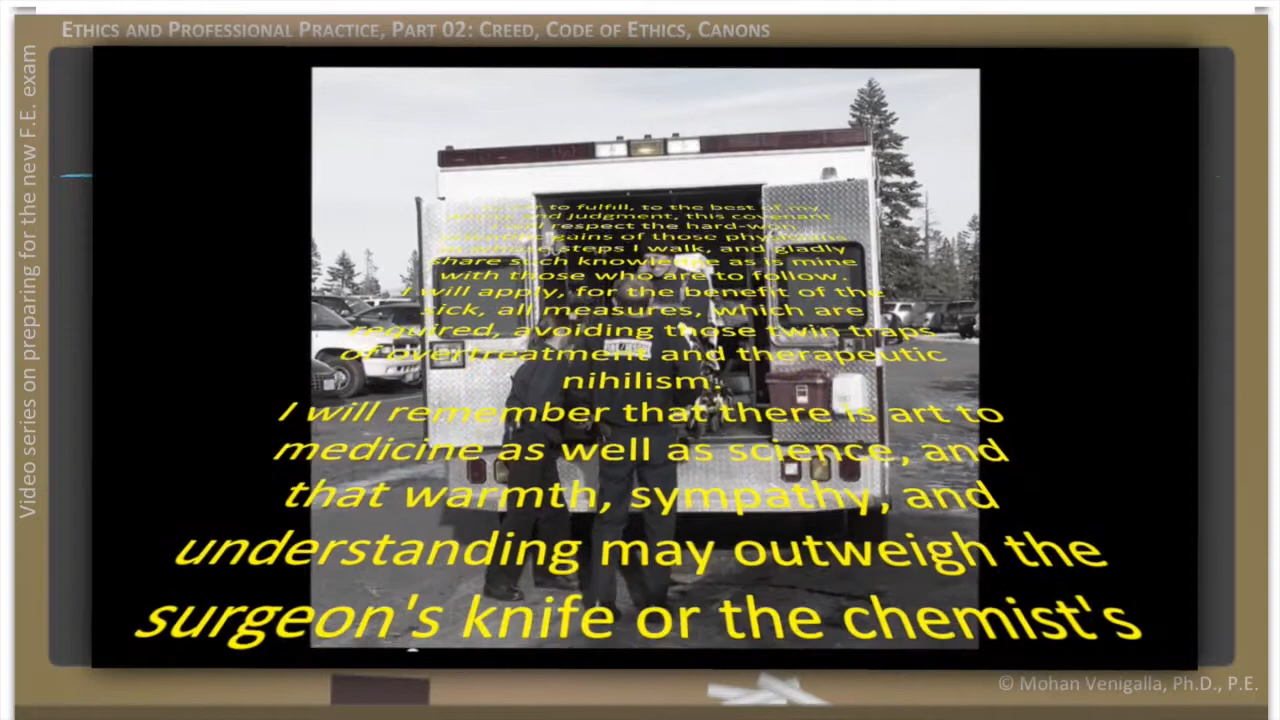 ETHICS AND PROFESSIONAL PRACTICE, PART 02: CREED, CODE OF ETHICS, CANONS
Video series on preparing for the new F.E. exam
to fulfill, to the best of my
and judgment, this covenant
I will respect the hard-won
scientific gains of those physicians
in whose steps I walk, and gladly
share such knowledge as is mine
with those who are to follow.
I will apply, for the benefit of the
sick, all measures, which are
required, avoiding those twin traps
of overtreatment and therapeutic
nihilism.
I will remember that there is art to
medicine as well as science, and
that warmth, sympathy, and
understanding may outweigh the
surgeon's knife or the chemist's
© Mohan Venigalla, Ph.D., P.E.